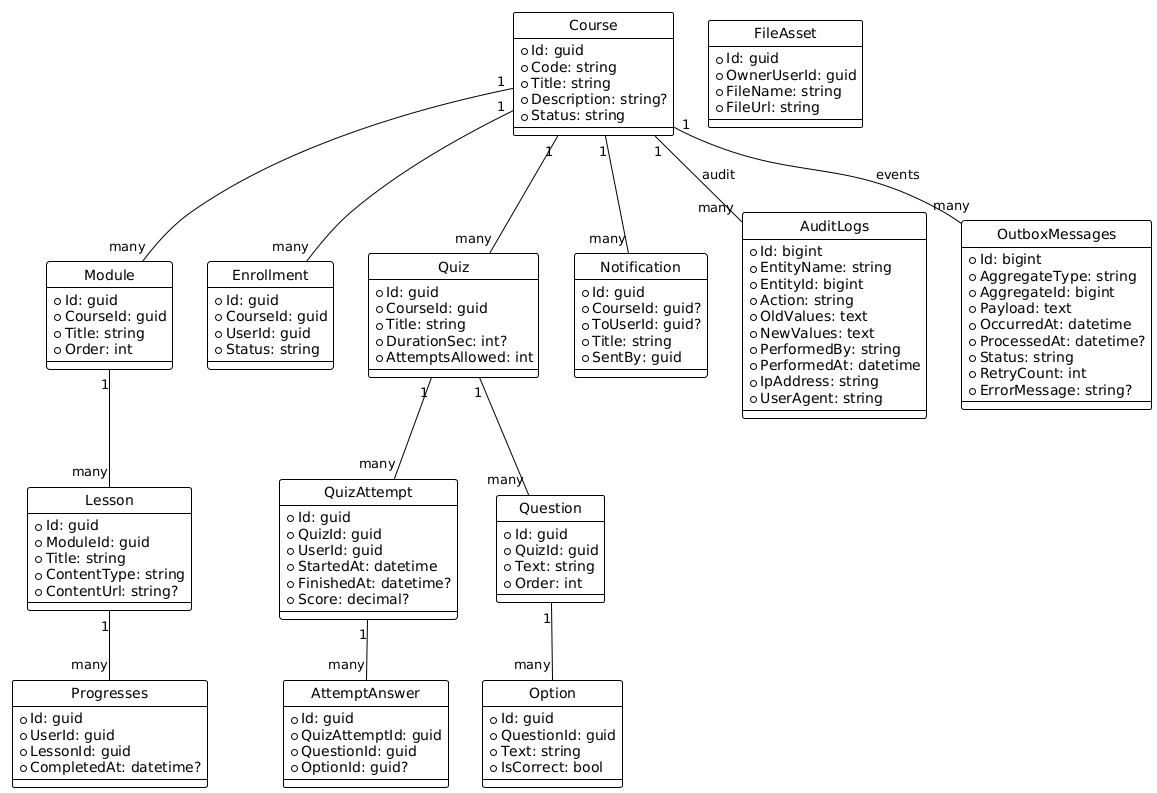 Course
Id: guid
Code: string
Title: string
Description: string?
Status: string
FileAsset
Id: guid
OwnerUserId: guid
FileName: string
FileUrl: string
1
1
1
1
1
1
audit
events
many
many
many
many
many
many
Module
Id: guid
CourseId: guid
Title: string
Order: int
Enrollment
Id: guid
CourseId: guid
UserId: guid
Status: string
Quiz
Id: guid
CourseId: guid
Title: string
DurationSec: int?
AttemptsAllowed: int
Notification
Id: guid
CourseId: guid?
ToUserId: guid?
Title: string
SentBy: guid
AuditLogs
Id: bigint
EntityName: string
EntityId: bigint
Action: string
OldValues: text
NewValues: text
PerformedBy: string
PerformedAt: datetime
IpAddress: string
UserAgent: string
OutboxMessages
Id: bigint
AggregateType: string
AggregateId: bigint
Payload: text
OccurredAt: datetime
ProcessedAt: datetime?
Status: string
RetryCount: int
ErrorMessage: string?
1
1
1
many
many
many
Lesson
Id: guid
ModuleId: guid
Title: string
ContentType: string
ContentUrl: string?
QuizAttempt
Id: guid
QuizId: guid
UserId: guid
StartedAt: datetime
FinishedAt: datetime?
Score: decimal?
Question
Id: guid
QuizId: guid
Text: string
Order: int
1
1
1
many
many
many
Progresses
Id: guid
UserId: guid
LessonId: guid
CompletedAt: datetime?
AttemptAnswer
Id: guid
QuizAttemptId: guid
QuestionId: guid
OptionId: guid?
Option
Id: guid
QuestionId: guid
Text: string
IsCorrect: bool